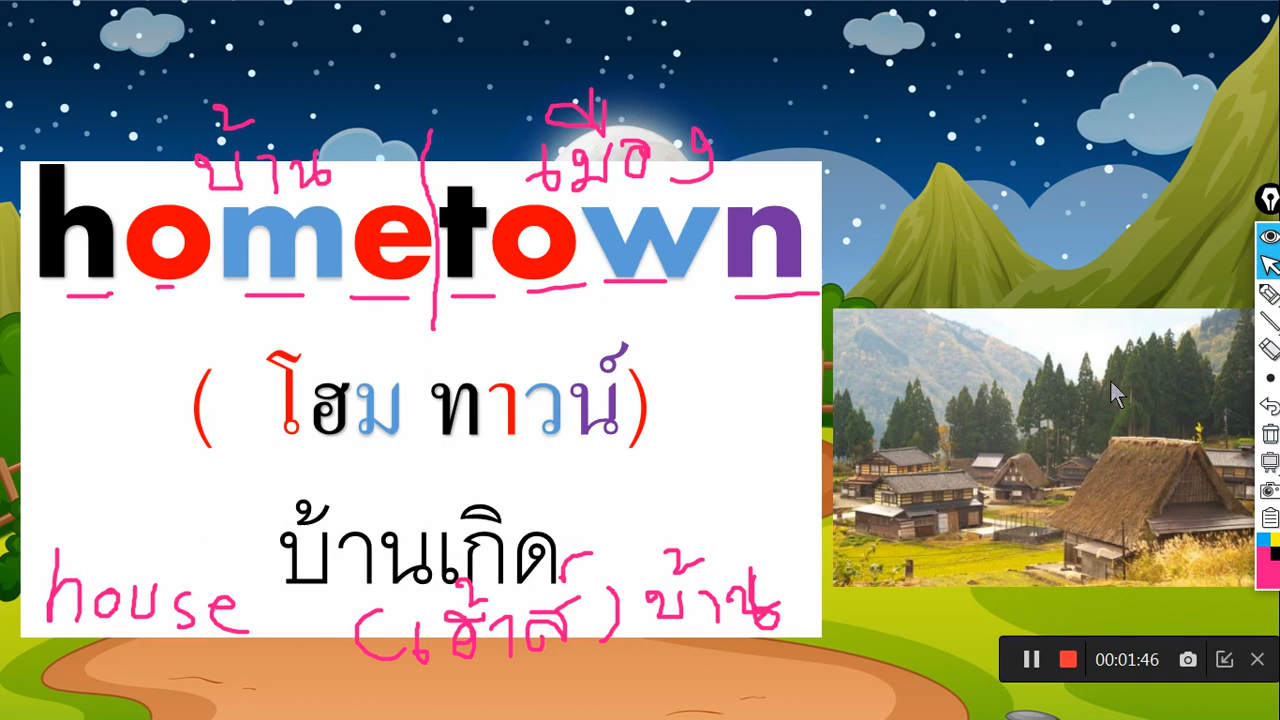 บ้าน เมือง
hometown
( โฮม ทาวน์)
บ้านเกิด
house (เฮ้าส์) บ้าน
00:01:46